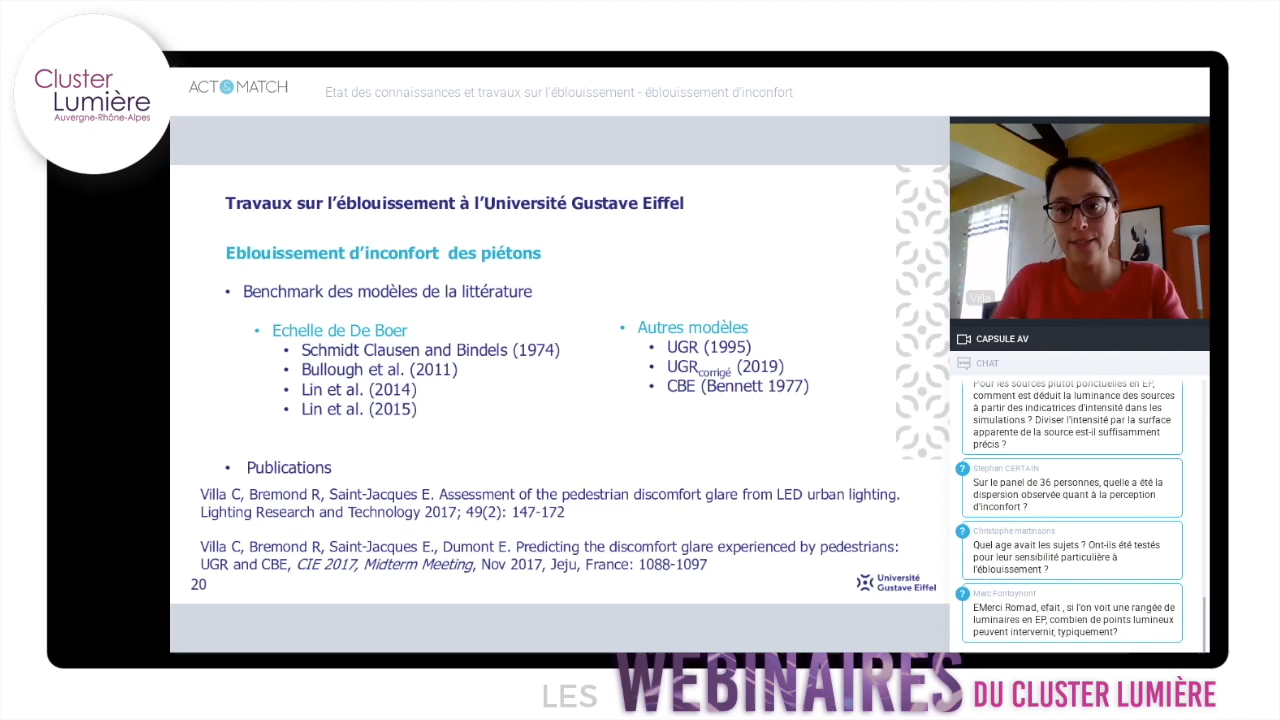 Cluster
Lumière
Auvergne-Rhône-Alpes
ACT & MATCH
Etat des connaissances et travaux sur l'éblouissement - éblouissement d'inconfort
Travaux sur l'éblouissement à l'Université Gustave Eiffel
Eblouissement d'inconfort des piétons
• Benchmark des modèles de la littérature
• Echelle de De Boer
• Schmidt Clausen and Bindels (1974)
• Bullough et al. (2011)
• Lin et al. (2014)
• Lin et al. (2015)
• Autres modèles
• UGR (1995)
• UGRcorrigé (2019)
• CBE (Bennett 1977)
• Publications
Villa C, Bremond R, Saint-Jacques E. Assessment of the pedestrian discomfort glare from LED urban lighting.
Lighting Research and Technology 2017; 49(2): 147-172
Villa C, Bremond R, Saint-Jacques E., Dumont E. Predicting the discomfort glare experienced by pedestrians:
UGR and CBE, CIE 2017, Midterm Meeting, Nov 2017, Jeju, France: 1088-1097
20
Université
Gustave Eiffel
Villa
CAPSULE AV
CHAT
Pour les sources plutot ponctuelles en EP,
comment est déduit la luminance des sources
à partir des indicatrices d'intensité dans les
simulations ? Diviser l'intensité par la surface
apparente de la source est-il suffisamment
précis ?
? Stephan CERTAIN
Sur le panel de 36 personnes, quelle a été la
dispersion observée quant à la perception
d'inconfort ?
? Christophe martinsons
Quel age avait les sujets ? Ont-ils été testés
pour leur sensibilité particulière à
l'éblouissement ?
? Marc Fontoynont
EMerci Romad, efait , si l'on voit une rangée de
luminaires en EP, combien de points lumineux
peuvent intervernir, typiquement?
LES WEBINAIRES DU CLUSTER LUMIÈRE